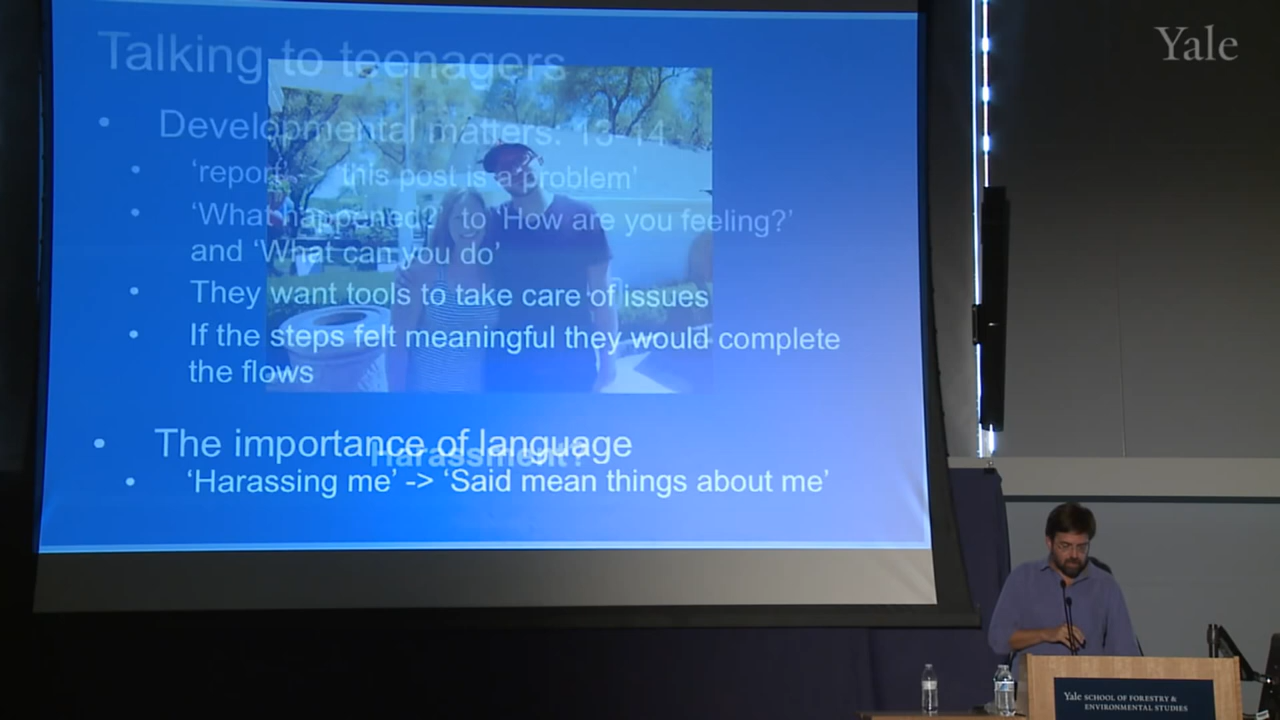 Yale
Talking to teenagers
• Developmental matters: 13-14
• ‘report’ -> ‘this post is a problem’
• ‘What happened?’ to ‘How are you feeling?’
and ‘What can you do’
• They want tools to take care of issues
• If the steps felt meaningful they would complete
the flows
• The importance of language
Harassment?
• ‘Harassing me’ -> ‘Said mean things about me’
Yale SCHOOL OF FORESTRY &
ENVIRONMENTAL STUDIES